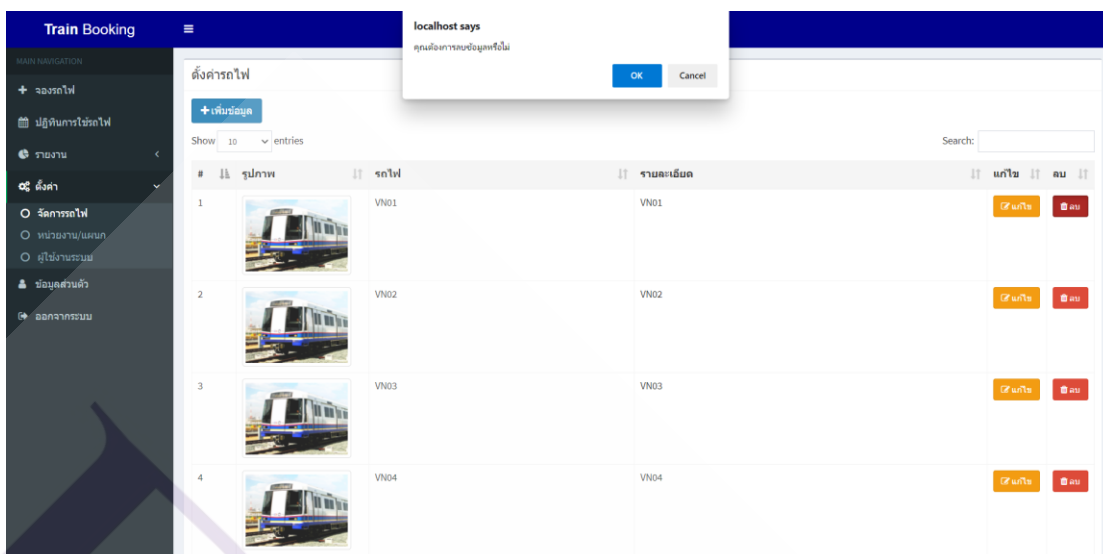 Train Booking
localhost says
คุณต้องการลบข้อมูลหรือไม่
OK Cancel
MAIN NAVIGATION
จองรถไฟ
ปฏิทินการใช้รถไฟ
รายงาน
ตั้งค่า
จัดการรถไฟ
หน่วยงาน/แผนก
ผู้ใช้งานระบบ
ข้อมูลส่วนตัว
ออกจากระบบ
ตั้งค่ารถไฟ
+ เพิ่มข้อมูล
Show 10 entries
Search:
# รูปภาพ รถไฟ รายละเอียด แก้ไข ลบ
1 VN01 VN01 แก้ไข ลบ
2 VN02 VN02 แก้ไข ลบ
3 VN03 VN03 แก้ไข ลบ
4 VN04 VN04 แก้ไข ลบ